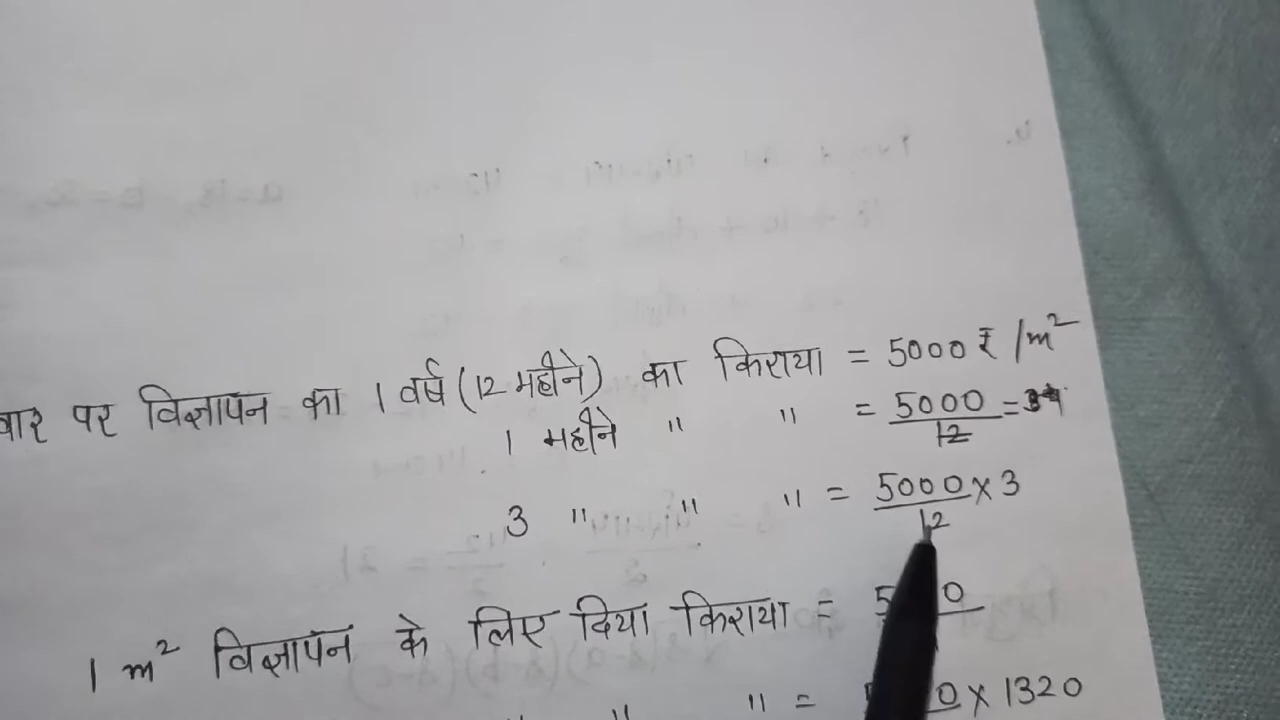 पर विज्ञापन का 1 वर्ष (12 महीने) का किराया = 5000 ₹ /m²
1 महीने " " = 5000/12 =
3 " " " = 5000/12 × 3
1 m² विज्ञापन के लिए दिया किराया =
" " " = × 1320